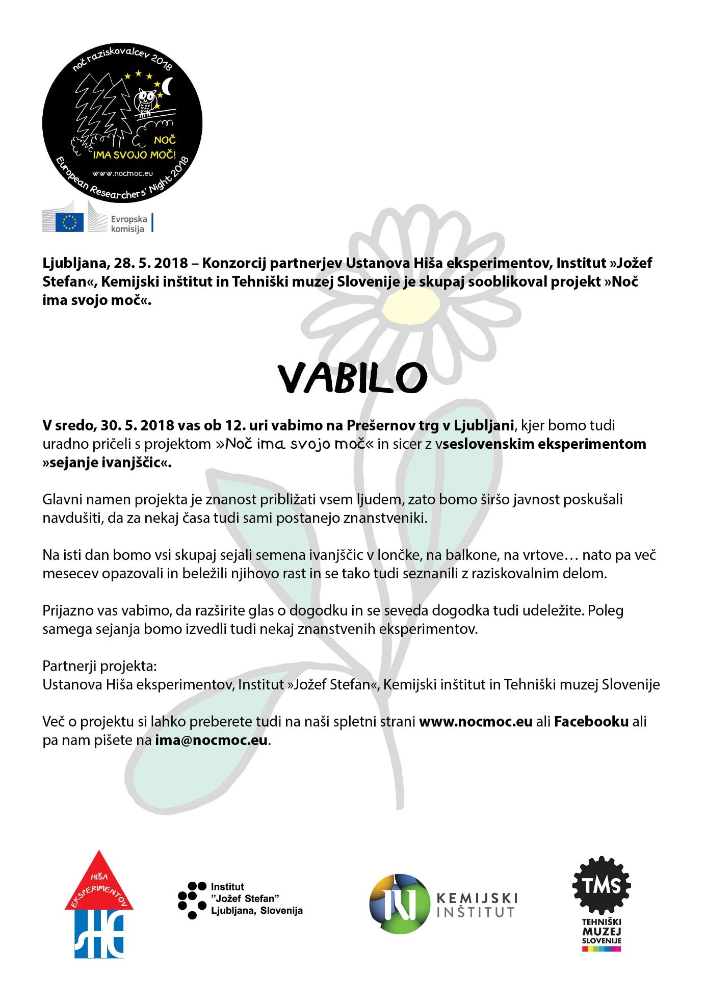 noč raziskovalcev 2018
NOČ
IMA SVOJO MOČ!
www.nocmoc.eu
European Researchers' Night 2018
Evropska
komisija
Ljubljana, 28. 5. 2018 – Konzorcij partnerjev Ustanova Hiša eksperimentov, Institut »Jožef
Stefan«, Kemijski inštitut in Tehniški muzej Slovenije je skupaj sooblikoval projekt »Noč
ima svojo moč«.
VABILO
V sredo, 30. 5. 2018 vas ob 12. uri vabimo na Prešernov trg v Ljubljani, kjer bomo tudi
uradno pričeli s projektom »Noč ima svojo moč« in sicer z vseslovenskim eksperimentom
»sejanje ivanjščic«.
Glavni namen projekta je znanost približati vsem ljudem, zato bomo širšo javnost poskušali
navdušiti, da za nekaj časa tudi sami postanejo znanstveniki.
Na isti dan bomo vsi skupaj sejali semena ivanjščic v lončke, na balkone, na vrtove… nato pa več
mesecev opazovali in beležili njihovo rast in se tako tudi seznanili z raziskovalnim delom.
Prijazno vas vabimo, da razširite glas o dogodku in se seveda dogodka tudi udeležite. Poleg
samega sejanja bomo izvedli tudi nekaj znanstvenih eksperimentov.
Partnerji projekta:
Ustanova Hiša eksperimentov, Institut »Jožef Stefan«, Kemijski inštitut in Tehniški muzej Slovenije
Več o projektu si lahko preberete tudi na naši spletni strani www.nocmoc.eu ali Facebooku ali
pa nam pišete na ima@nocmoc.eu.
HIŠA
EKSPERIMENTOV
SHE
Institut
"Jožef Stefan"
Ljubljana, Slovenija
KEMIJSKI
INŠTITUT
TMS
TEHNIŠKI
MUZEJ
SLOVENIJE